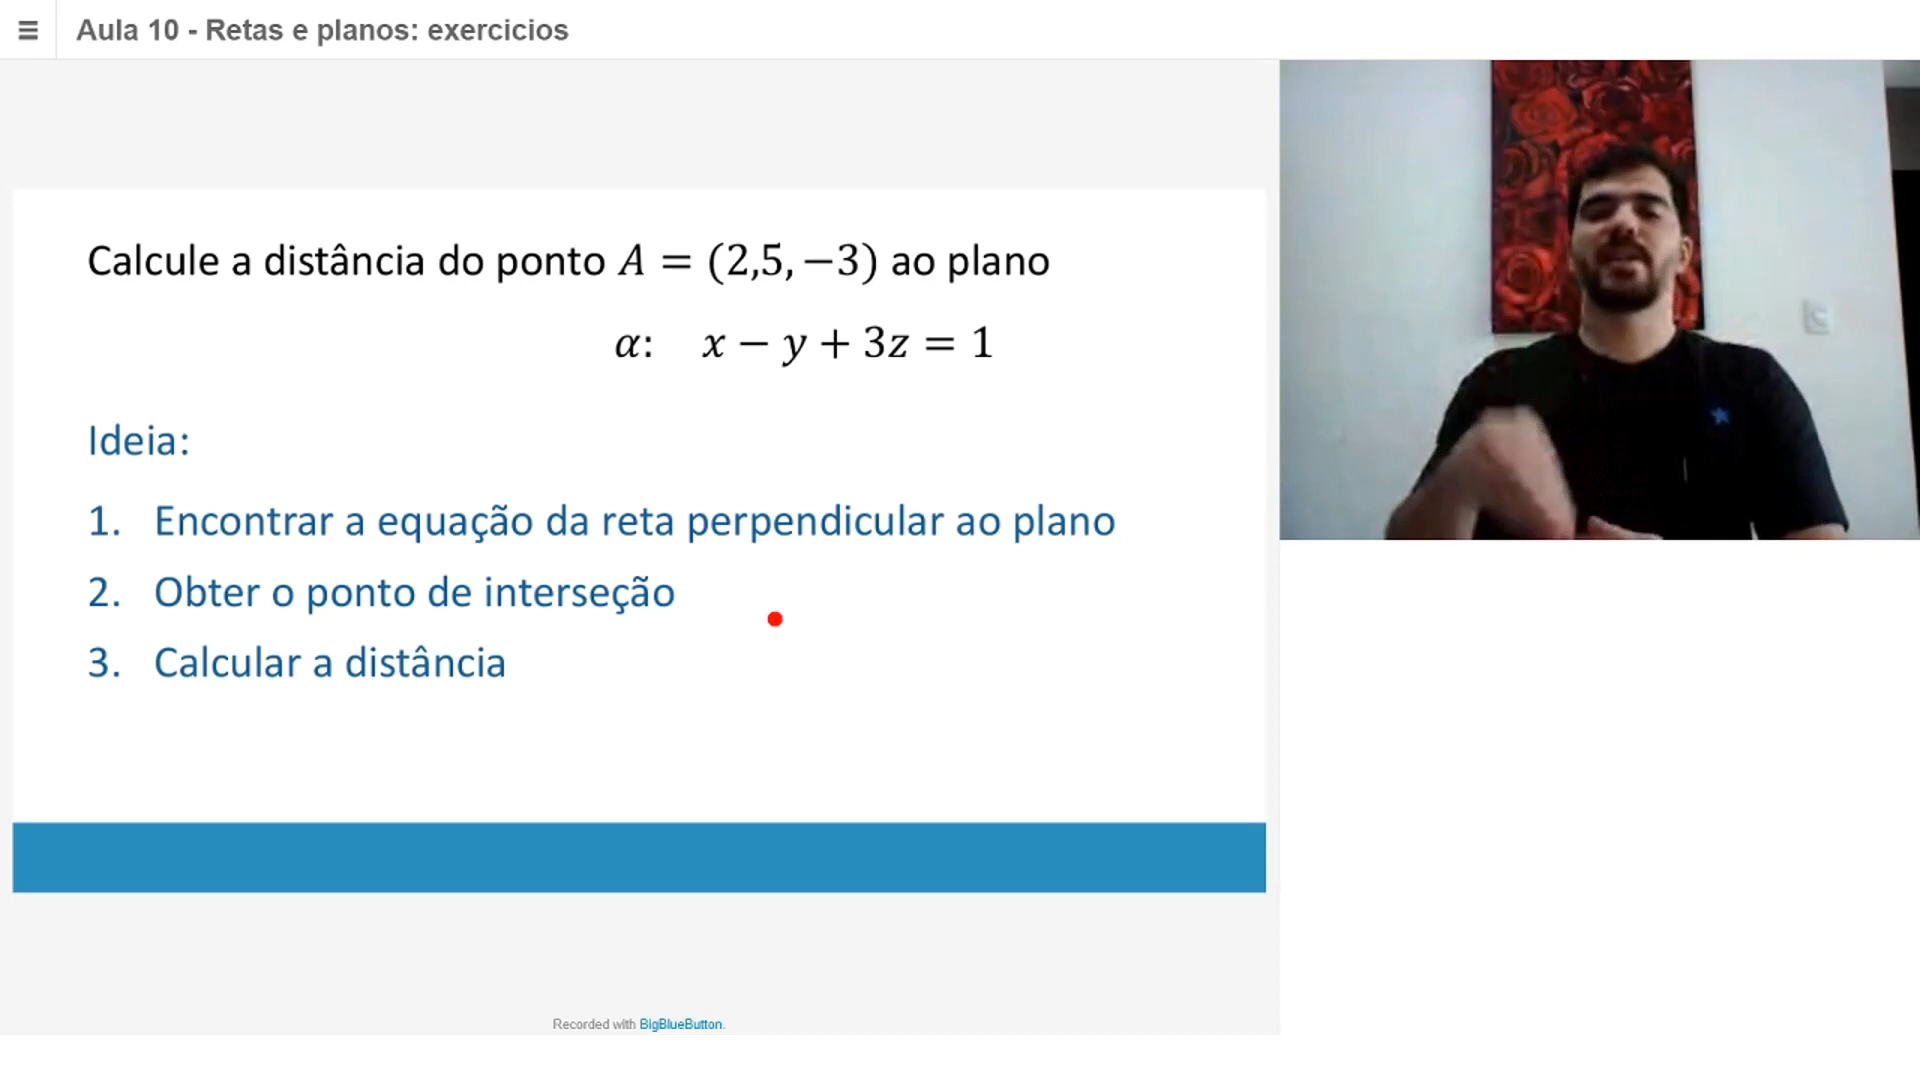 Aula 10 - Retas e planos: exercicios
Calcule a distância do ponto A = (2,5, −3) ao plano
α: x − y + 3z = 1
Ideia:
1. Encontrar a equação da reta perpendicular ao plano
2. Obter o ponto de interseção
3. Calcular a distância
Recorded with BigBlueButton.